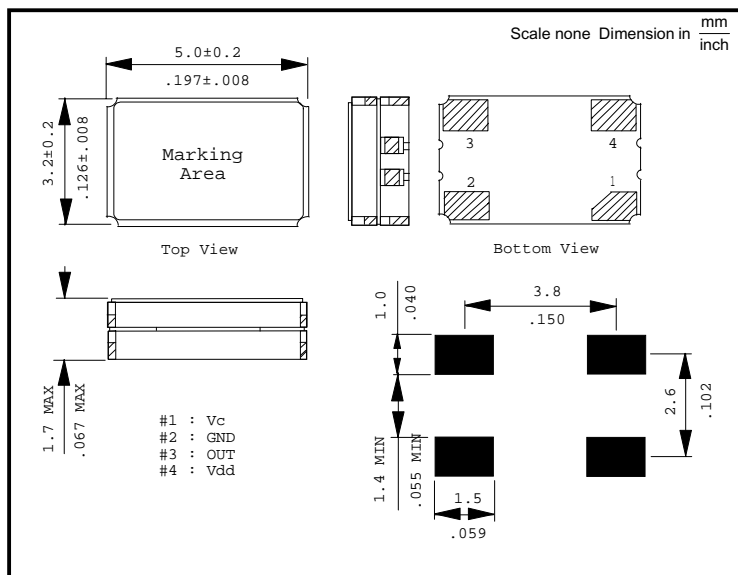 Scale none Dimension in mm
inch
5.0±0.2
.197±.008
3.2±0.2
.126±.008
Marking
Area
Top View
3
4
2
1
Bottom View
1.7 MAX
.067 MAX
#1 : Vc
#2 : GND
#3 : OUT
#4 : Vdd
1.0
.040
3.8
.150
2.6
.102
1.4 MIN
.055 MIN
1.5
.059